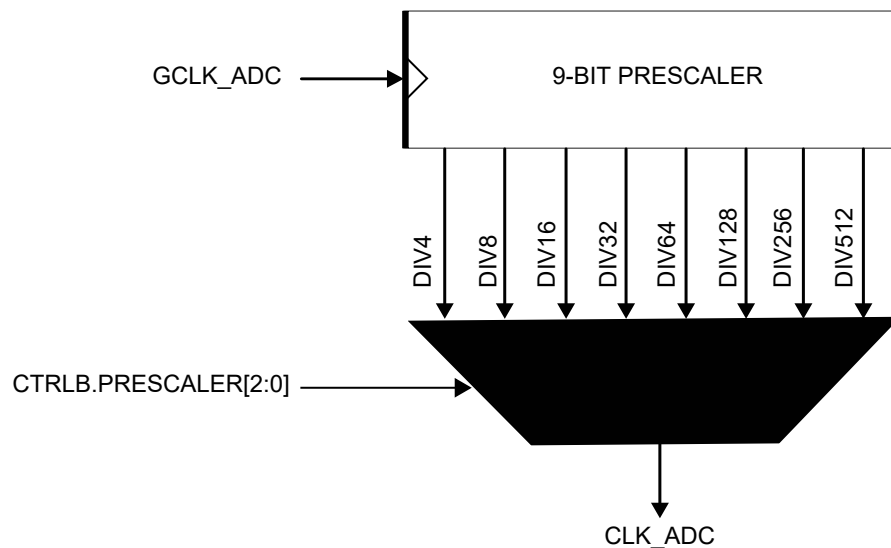 GCLK_ADC
9-BIT PRESCALER
DIV4
DIV8
DIV16
DIV32
DIV64
DIV128
DIV256
DIV512
CTRLB.PRESCALER[2:0]
CLK_ADC